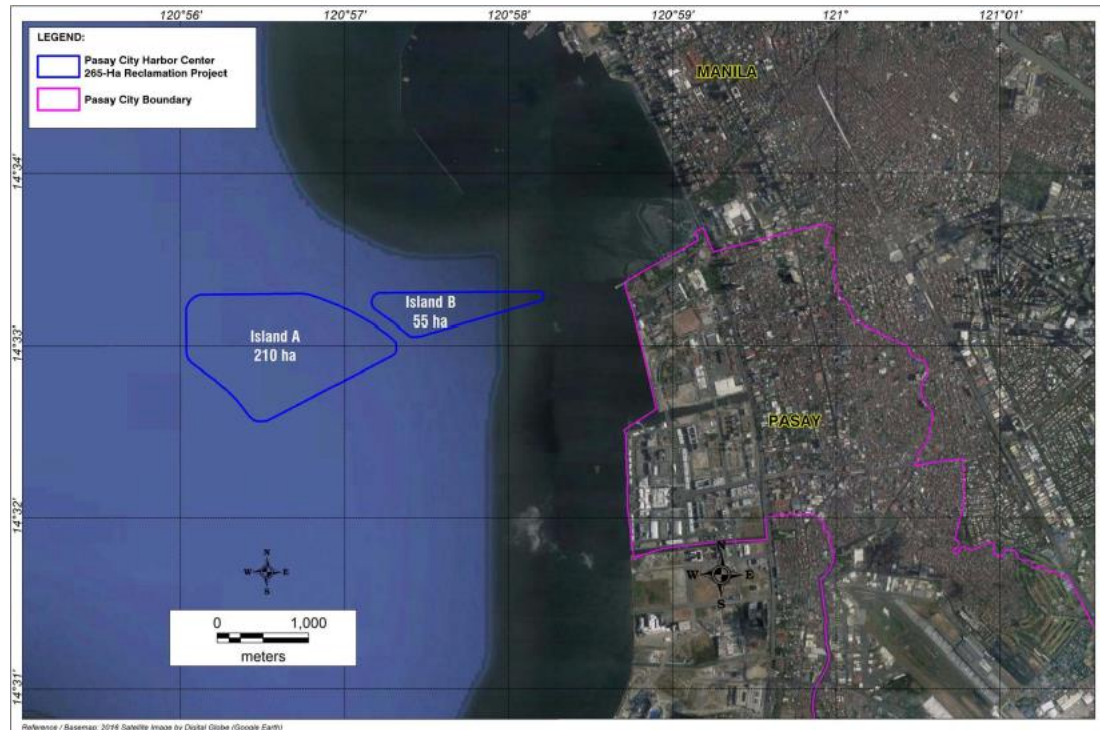 120°56'
120°57'
120°58'
120°59'
121°
121°01'
LEGEND:
Pasay City Harbor Center
265-Ha Reclamation Project
Pasay City Boundary
MANILA
14°34'
Island A
210 ha
Island B
55 ha
14°33'
PASAY
14°32'
N
W
E
S
N
W
E
S
0
1,000
meters
14°31'
Reference / Basemap: 2016 Satellite Image by Digital Globe (Google Earth)